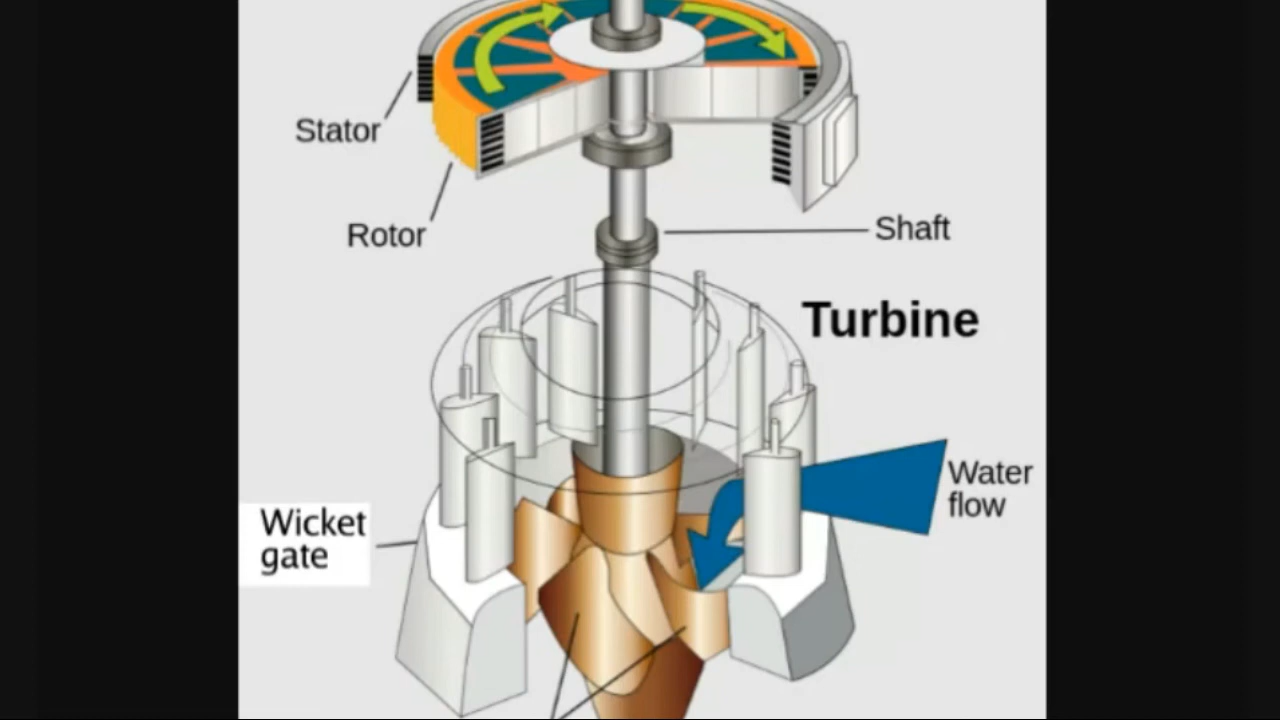 Stator
Rotor
Shaft
Turbine
Water
flow
Wicket
gate